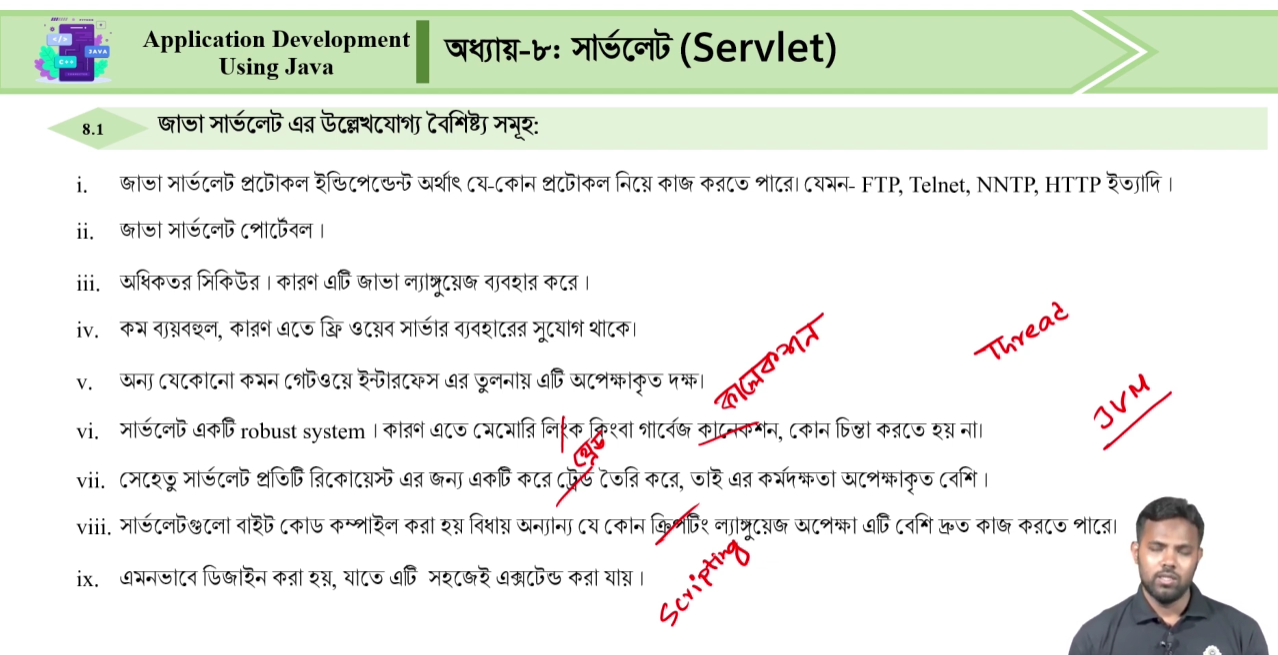 Application Development
Using Java
অধ্যায়-৮: সার্ভলেট (Servlet)
8.1 জাভা সার্ভলেট এর উল্লেখযোগ্য বৈশিষ্ট্য সমূহ:
i. জাভা সার্ভলেট প্রটোকল ইন্ডিপেন্ডেন্ট অর্থাৎ যে-কোন প্রটোকল নিয়ে কাজ করতে পারে। যেমন- FTP, Telnet, NNTP, HTTP ইত্যাদি।
ii. জাভা সার্ভলেট পোর্টেবল।
iii. অধিকতর সিকিউর। কারণ এটি জাভা ল্যাঙ্গুয়েজ ব্যবহার করে।
iv. কম ব্যয়বহুল, কারণ এতে ফ্রি ওয়েব সার্ভার ব্যবহারের সুযোগ থাকে।
Thread
কালেকশন
v. অন্য যেকোনো কমন গেটওয়ে ইন্টারফেস এর তুলনায় এটি অপেক্ষাকৃত দক্ষ।
JVM
vi. সার্ভলেট একটি robust system। কারণ এতে মেমোরি লিংক কিংবা গার্বেজ কানেকশন, কোন চিন্তা করতে হয় না।
থ্রেড
vii. সেহেতু সার্ভলেট প্রতিটি রিকোয়েস্ট এর জন্য একটি করে ট্রেড তৈরি করে, তাই এর কর্মদক্ষতা অপেক্ষাকৃত বেশি।
viii. সার্ভলেটগুলো বাইট কোড কম্পাইল করা হয় বিধায় অন্যান্য যে কোন ক্রিপটিং ল্যাঙ্গুয়েজ অপেক্ষা এটি বেশি দ্রুত কাজ করতে পারে।
Scripting
ix. এমনভাবে ডিজাইন করা হয়, যাতে এটি সহজেই এক্সটেন্ড করা যায়।